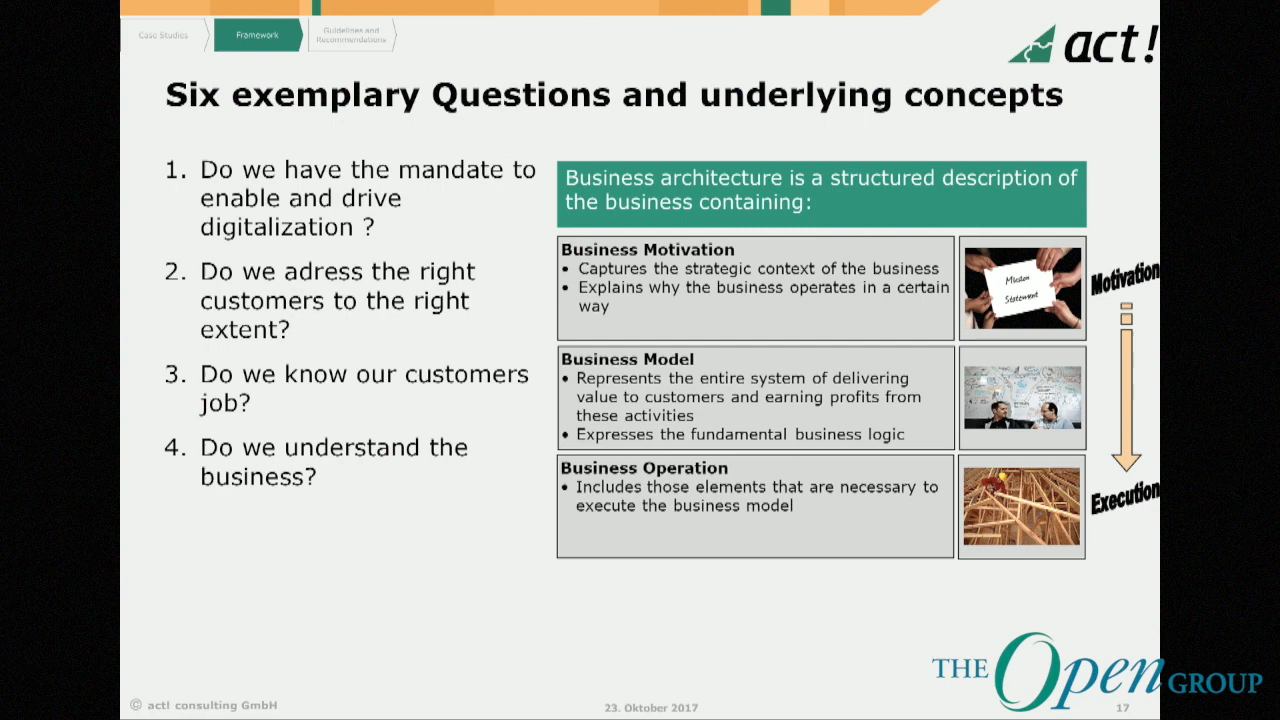 Case Studies
Framework
Guidelines and
Recommendations
act!
Six exemplary Questions and underlying concepts
1. Do we have the mandate to
enable and drive
digitalization ?
2. Do we adress the right
customers to the right
extent?
3. Do we know our customers
job?
4. Do we understand the
business?
Business architecture is a structured description of
the business containing:
Business Motivation
• Captures the strategic context of the business
• Explains why the business operates in a certain
way
Mission
Statement
Motivation
Business Model
• Represents the entire system of delivering
value to customers and earning profits from
these activities
• Expresses the fundamental business logic
Business Operation
• Includes those elements that are necessary to
execute the business model
Execution
THE Open GROUP
© act! consulting GmbH
23. Oktober 2017
17